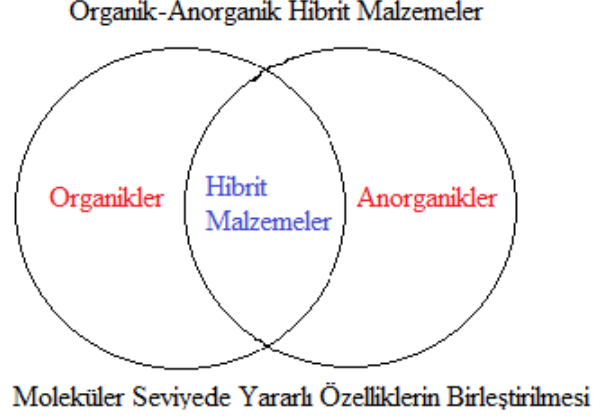 Organik-Anorganik Hibrit Malzemeler
Organikler
Hibrit
Malzemeler
Anorganikler
Moleküler Seviyede Yararlı Özelliklerin Birleştirilmesi